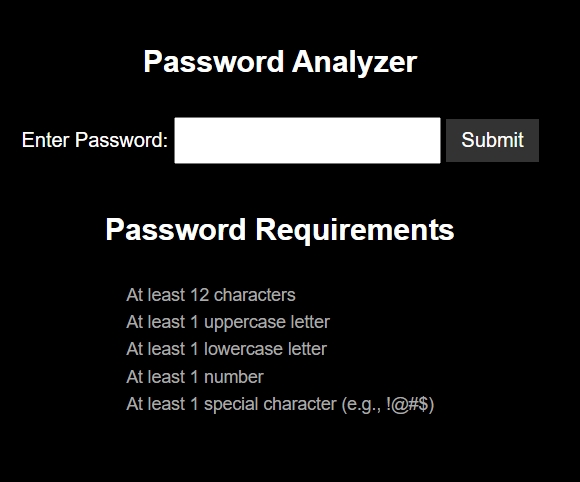 Password Analyzer
Enter Password: Submit
Password Requirements
At least 12 characters
At least 1 uppercase letter
At least 1 lowercase letter
At least 1 number
At least 1 special character (e.g., !@#$)